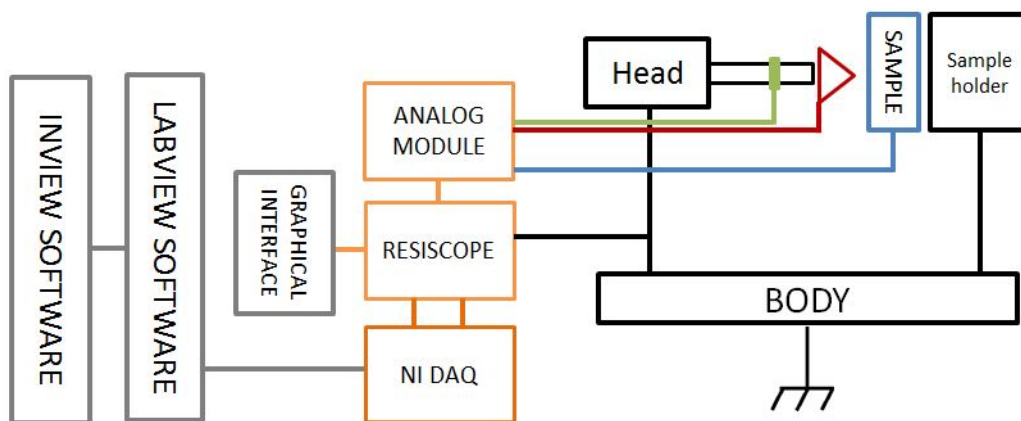 INVIEW SOFTWARE
LABVIEW SOFTWARE
GRAPHICAL
INTERFACE
ANALOG
MODULE
RESISCOPE
NI DAQ
Head
SAMPLE
Sample
holder
BODY